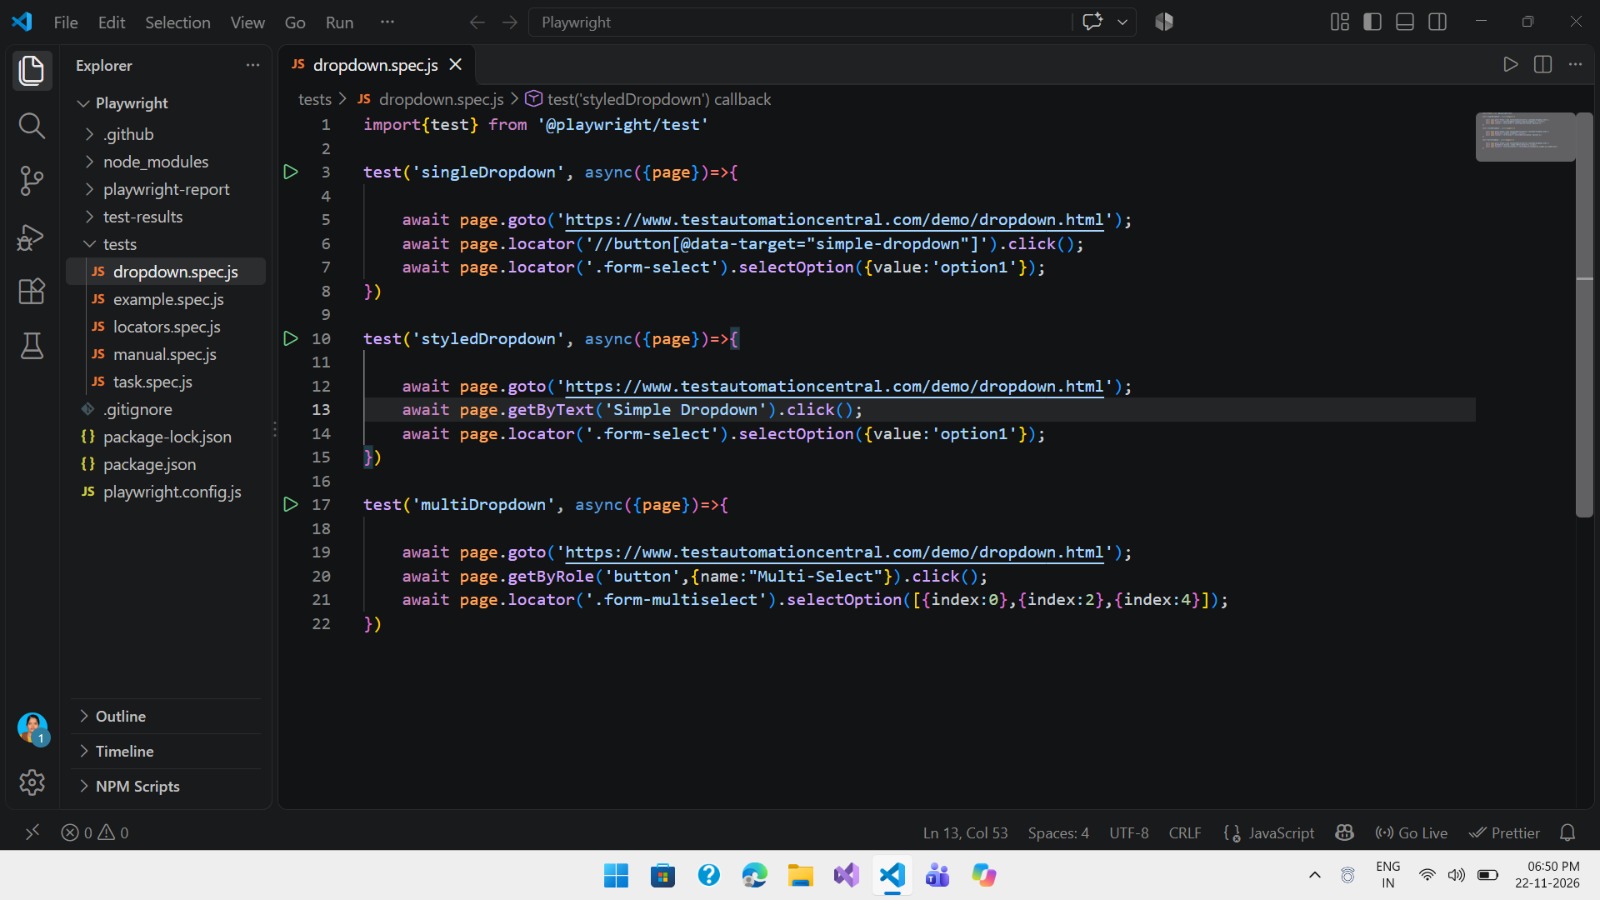 File Edit Selection View Go Run ··· Playwright
Explorer ···
Playwright
.github
node_modules
playwright-report
test-results
tests
JS dropdown.spec.js
JS example.spec.js
JS locators.spec.js
JS manual.spec.js
JS task.spec.js
.gitignore
{} package-lock.json
{} package.json
JS playwright.config.js
Outline
Timeline
NPM Scripts
1
JS dropdown.spec.js
tests > JS dropdown.spec.js > test('styledDropdown') callback
1 import{test} from '@playwright/test'
2
3 test('singleDropdown', async({page})=>{
4
5 await page.goto('https://www.testautomationcentral.com/demo/dropdown.html');
6 await page.locator('//button[@data-target="simple-dropdown"]').click();
7 await page.locator('.form-select').selectOption({value:'option1'});
8 })
9
10 test('styledDropdown', async({page})=>{
11
12 await page.goto('https://www.testautomationcentral.com/demo/dropdown.html');
13 await page.getByText('Simple Dropdown').click();
14 await page.locator('.form-select').selectOption({value:'option1'});
15 })
16
17 test('multiDropdown', async({page})=>{
18
19 await page.goto('https://www.testautomationcentral.com/demo/dropdown.html');
20 await page.getByRole('button',{name:"Multi-Select"}).click();
21 await page.locator('.form-multiselect').selectOption([{index:0},{index:2},{index:4}]);
22 })
0 0 Ln 13, Col 53 Spaces: 4 UTF-8 CRLF {} JavaScript Go Live Prettier
ENG
IN
06:50 PM
22-11-2026